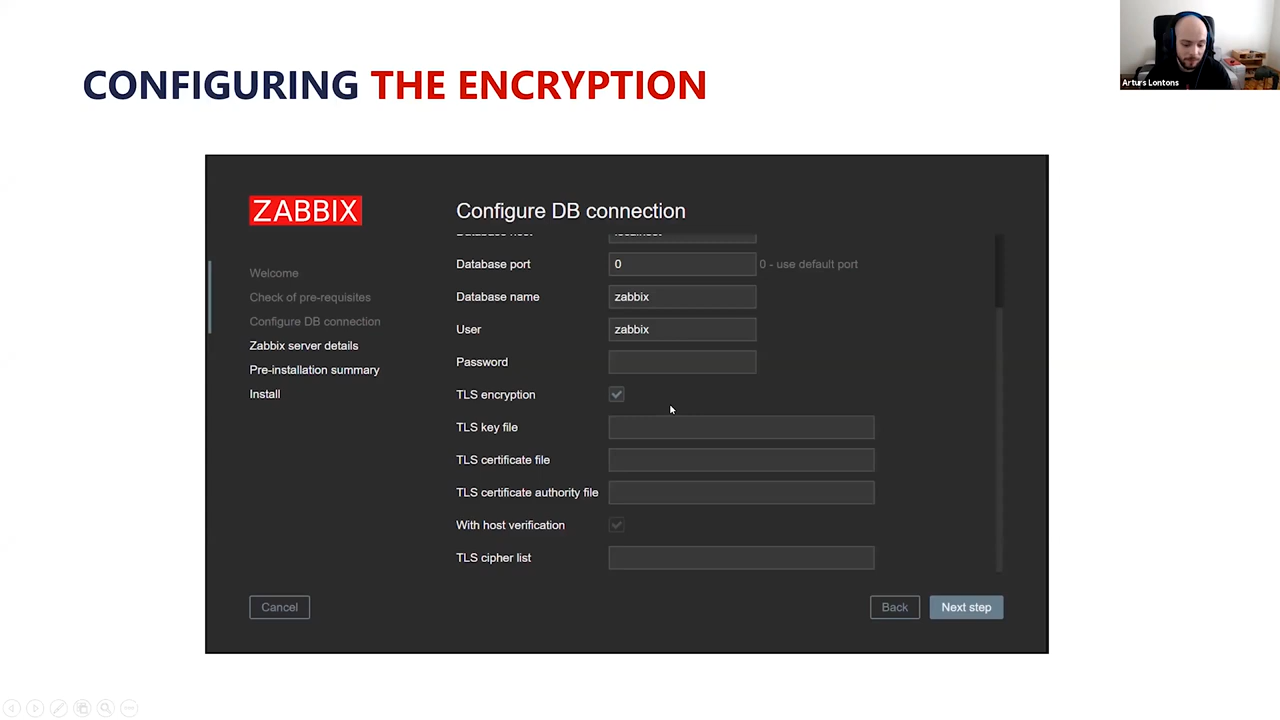 CONFIGURING THE ENCRYPTION
Arturs Lontons
ZABBIX
Configure DB connection
Welcome
Check of pre-requisites
Configure DB connection
Zabbix server details
Pre-installation summary
Install
Database host localhost
Database port 0 0 - use default port
Database name zabbix
User zabbix
Password
TLS encryption
TLS key file
TLS certificate file
TLS certificate authority file
With host verification
TLS cipher list
Cancel
Back
Next step